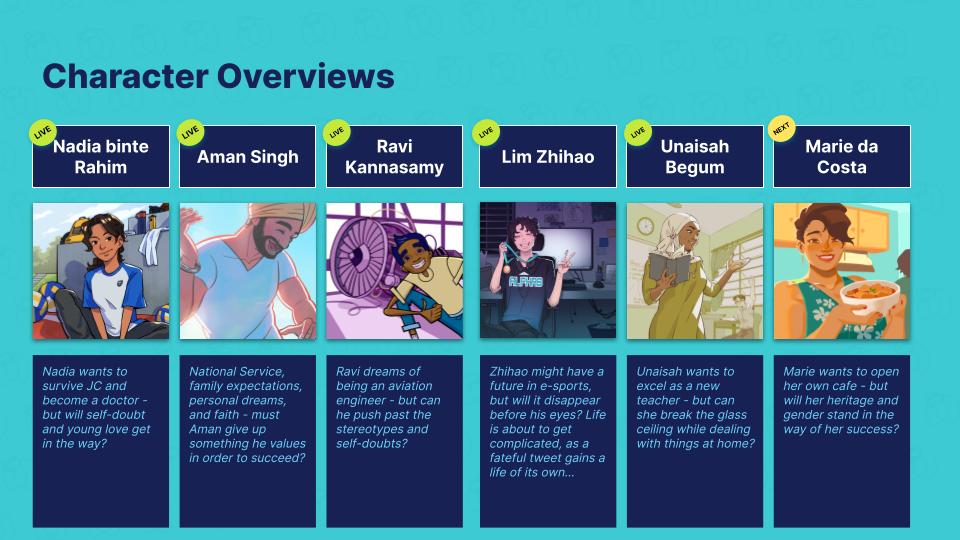 Character Overviews
LIVE
Nadia binte
Rahim
LIVE
Aman Singh
LIVE
Ravi
Kannasamy
LIVE
Lim Zhihao
LIVE
Unaisah
Begum
NEXT
Marie da
Costa
ALPHAS
Nadia wants to
survive JC and
become a doctor -
but will self-doubt
and young love get
in the way?
National Service,
family expectations,
personal dreams,
and faith - must
Aman give up
something he values
in order to succeed?
Ravi dreams of
being an aviation
engineer - but can
he push past the
stereotypes and
self-doubts?
Zhihao might have a
future in e-sports,
but will it disappear
before his eyes? Life
is about to get
complicated, as a
fateful tweet gains a
life of its own...
Unaisah wants to
excel as a new
teacher - but can
she break the glass
ceiling while dealing
with things at home?
Marie wants to open
her own cafe - but
will her heritage and
gender stand in the
way of her success?